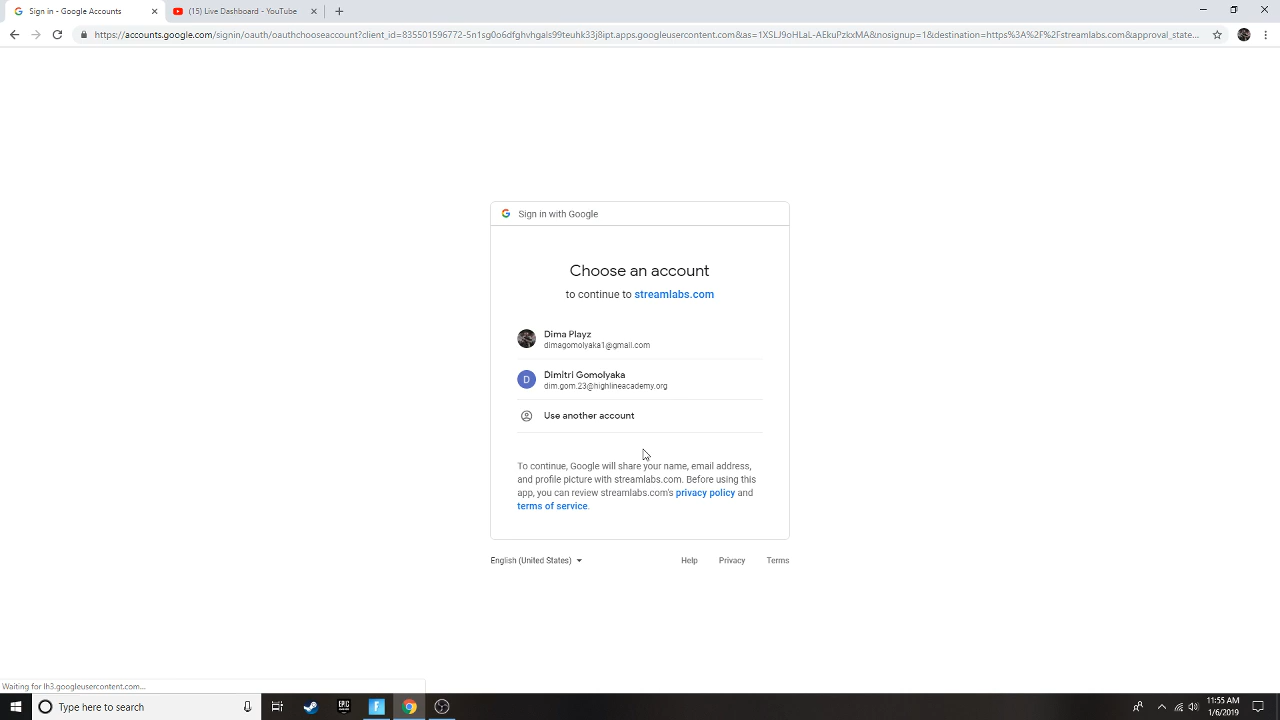 Sign in - Google Accounts
(15) Live Dashboard - YouTube
https://accounts.google.com/signin/oauth/oauthchooseaccount?client_id=835501596772-5n1sg0o6dfghvhgais99teuhk33j8ipt.apps.googleusercontent.com&as=1XSLJ9oHLaL-AEkuPzkxMA&nosignup=1&destination=https%3A%2F%2Fstreamlabs.com&approval_state...
Sign in with Google
Choose an account
to continue to streamlabs.com
Dima Playz
dimagomolyaka1@gmail.com
D
Dimitri Gomolyaka
dim.gom.23@highlineacademy.org
Use another account
To continue, Google will share your name, email address,
and profile picture with streamlabs.com. Before using this
app, you can review streamlabs.com's privacy policy and
terms of service.
English (United States)
Help
Privacy
Terms
Waiting for lh3.googleusercontent.com...
Type here to search
EPIC
GAMES
11:55 AM
1/6/2019